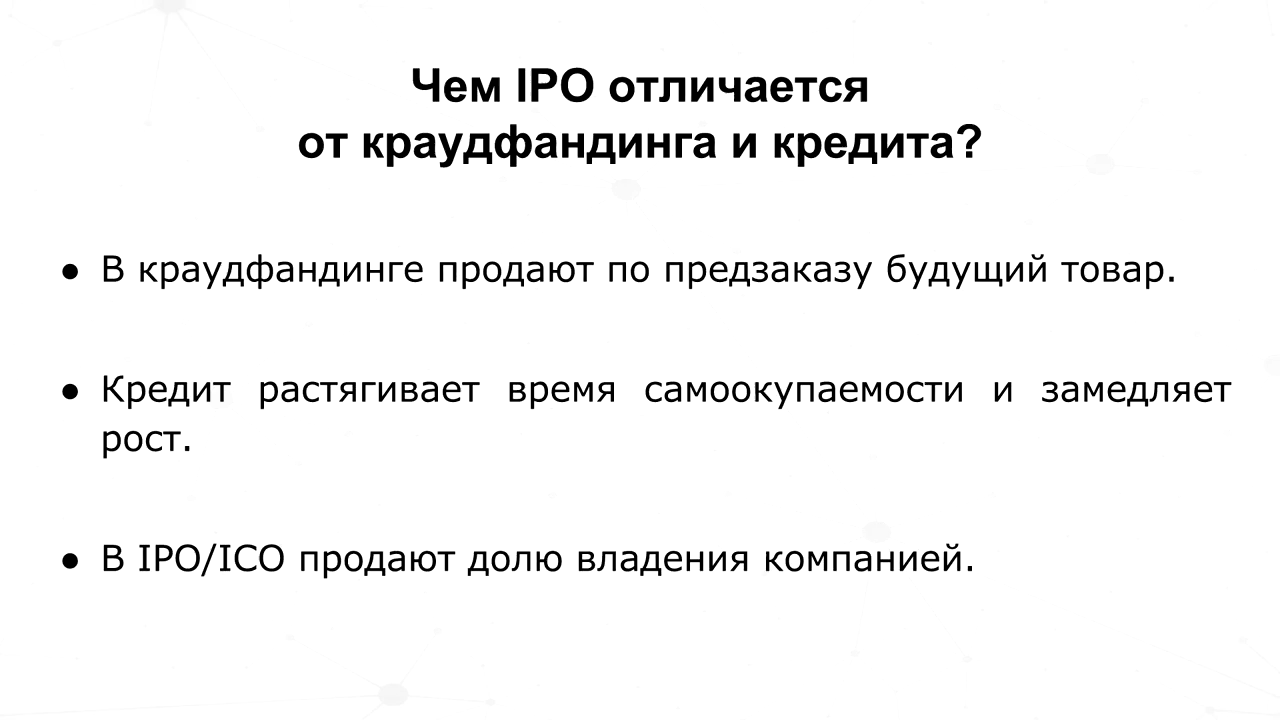 Чем IPO отличается
от краудфандинга и кредита?
● В краудфандинге продают по предзаказу будущий товар.
● Кредит растягивает время самоокупаемости и замедляет
рост.
● В IPO/ICO продают долю владения компанией.